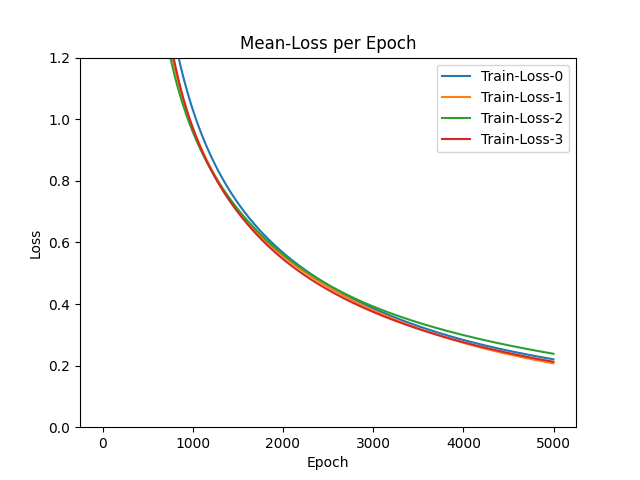 Mean-Loss per Epoch
Loss
1.2
1.0
0.8
0.6
0.4
0.2
0.0
Train-Loss-0
Train-Loss-1
Train-Loss-2
Train-Loss-3
0 1000 2000 3000 4000 5000
Epoch